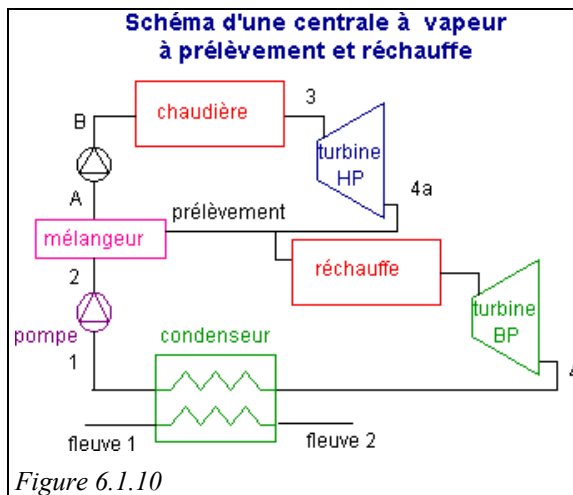 Schéma d'une centrale à vapeur
à prélèvement et réchauffe
B
chaudière
3
turbine
HP
4a
A
prélèvement
mélangeur
réchauffe
2
turbine
BP
pompe
condenseur
1
4
fleuve 1
fleuve 2
Figure 6.1.10